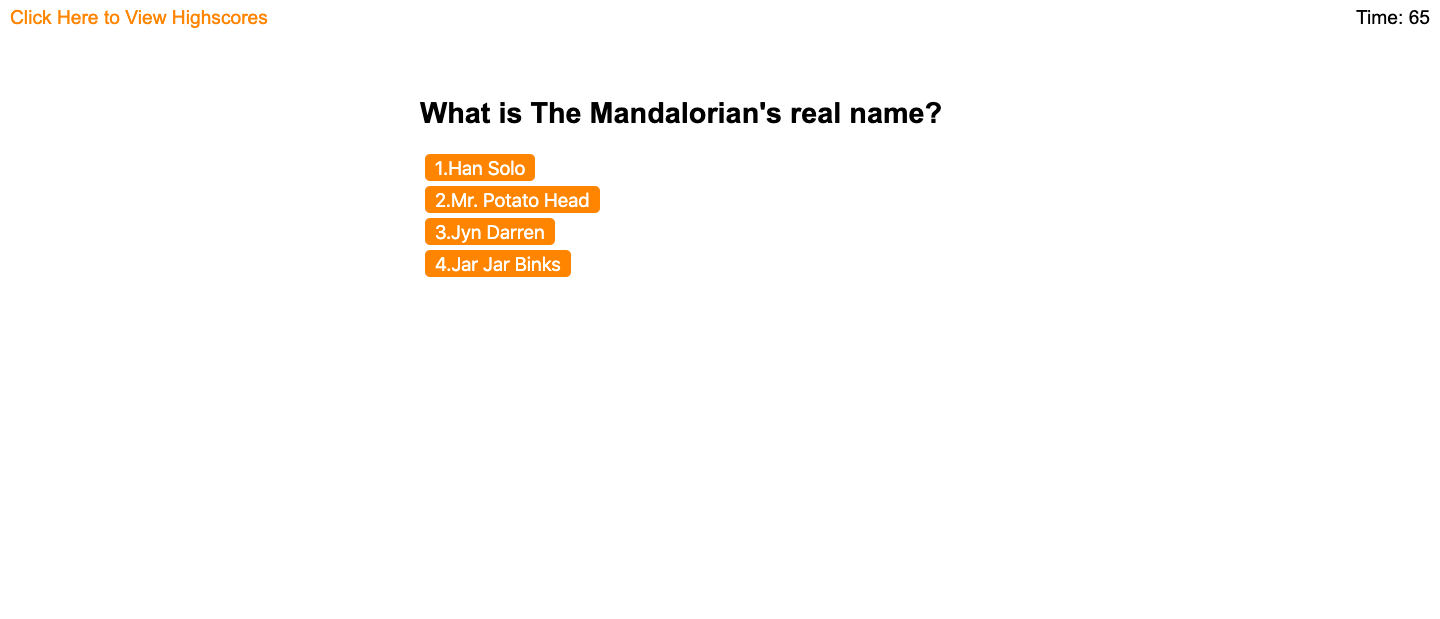 Click Here to View Highscores
Time: 65
What is The Mandalorian's real name?
1.Han Solo
2.Mr. Potato Head
3.Jyn Darren
4.Jar Jar Binks